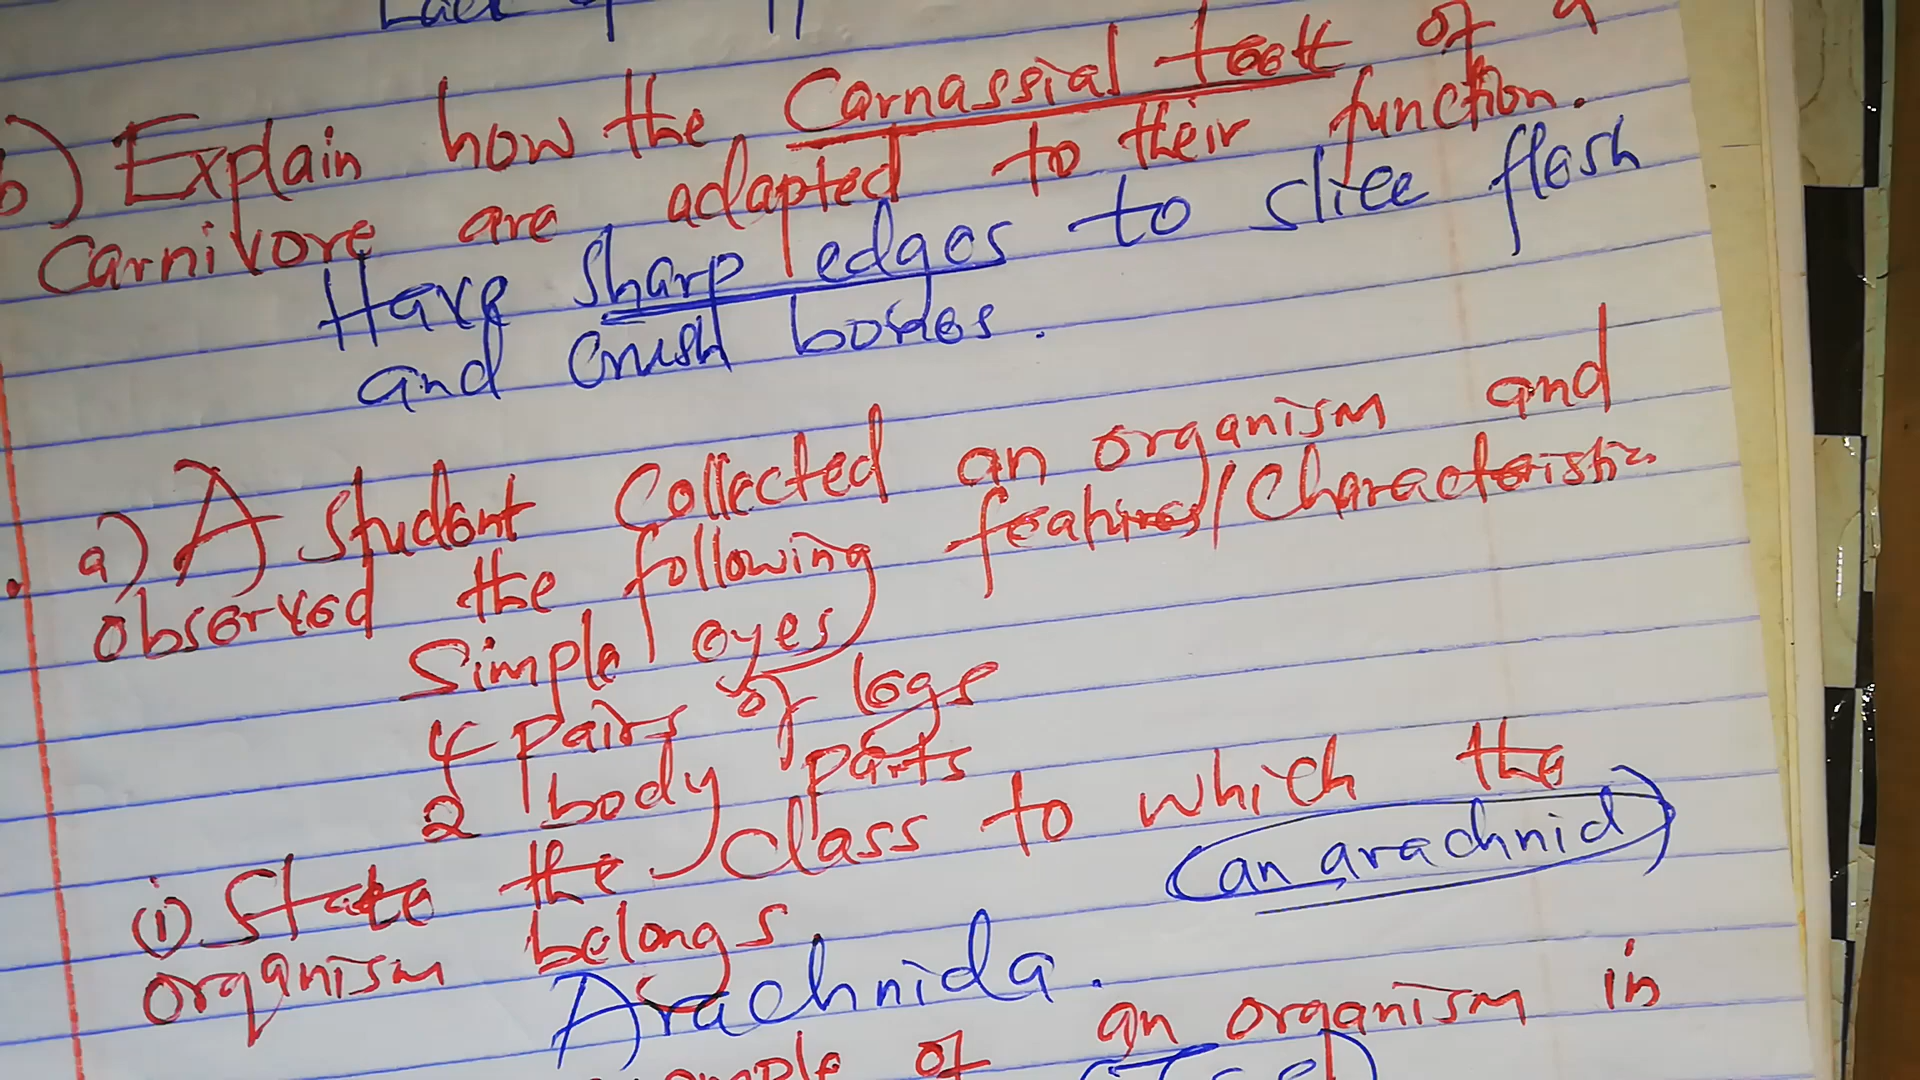 b) Explain how the Carnassial teeth of a
Carnivore are adapted to their function.
Have sharp edges to slice flesh
and crush bones.
a) A student Collected an organism and
observed the following features/Characteristics
Simple eyes
4 pairs of legs
2 body parts
(i) State the class to which the
organism belongs (an arachnid)
Arachnida.
of an organism in